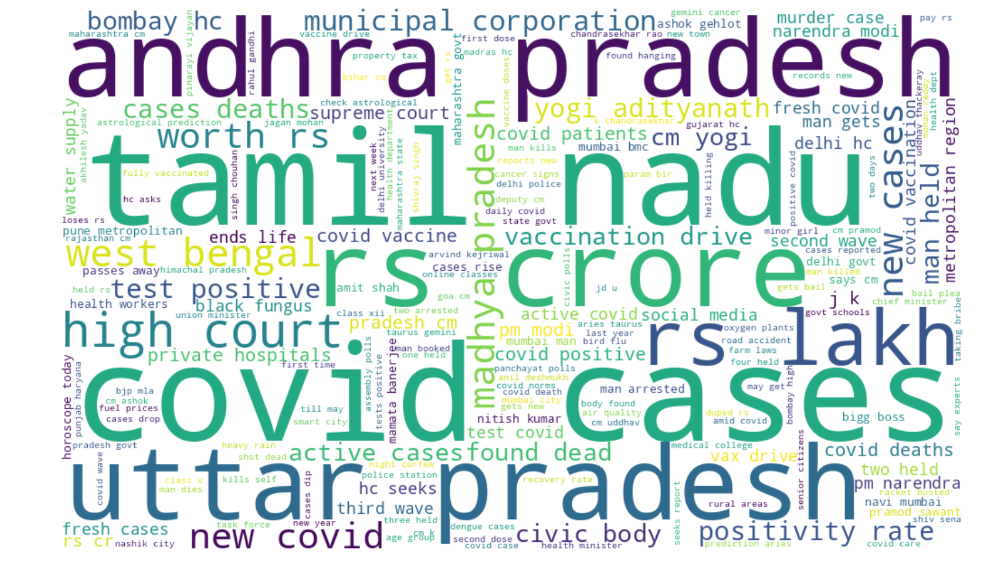 bombay hc
municipal corporation
ashok gehlot
gemini cancer
murder case
pay rs
maharashtra cm
vaccine drive
first dose
chandrasekhar rao
new town
narendra modi
andhra pradesh
pinarayi vijayan
rahul gandhi
property tax
madras hc
found hanging
bihar cm
get rs
vaccine doses
records new
maharashtra govt
water supply
akhilesh yadav
cases deaths
check astrological
supreme court
yogi adityanath
fresh covid
new cases
uddhav thackeray
health dept
astrological prediction
jagan mohan
man gets
worth rs
covid patients
cm yogi
gujarat hc
delhi hc
man kills
mumbai bmc
tamil nadu
fully vaccinated
reports new
cancer signs
param bir
delhi police
held killing
positive covid
two days
deputy cm
daily covid
state govt
hc asks
singh chouhan
next week
delhi university
health department
maharashtra state
shivraj singh
madhya pradesh
covid vaccination
man held
metropolitan region
loses rs
pune metropolitan
rajasthan cm
ends life
covid vaccine
vaccination drive
minor girl
cm pramod
second wave
cases reported
west bengal
arvind kejriwal
delhi govt
says cm
passes away
himachal pradesh
cases rise
online classes
man killed
bail plea
rs crore
held rs
test positive
amit shah
goa cm
civic polls
jd u
gets bail
j k
chief minister
health workers
black fungus
class xii
two arrested
active covid
social media
govt schools
union minister
high court
pradesh cm
taurus gemini
pm modi
aries taurus
last year
oxygen plants
rs lakh
mumbai man
bird flu
road accident
farm laws
taking bribe
man booked
private hospitals
one held
covid positive
four held
first time
panchayat polls
may get
bombay high
horoscope today
punjab haryana
assembly polls
tests positive
mamata banerjee
anil deshmukh
covid norms
covid death
man arrested
covid cases
bjp mla
cm ashok
mumbai city
body found
duped rs
fuel prices
till may
gets new
air quality
amid covid
bigg boss
cases drop
smart city
nitish kumar
cm uddhav
say experts
test covid
pradesh govt
heavy rain
active cases
found dead
medical college
covid deaths
shot dead
vax drive
senior citizens
night curfew
two held
uttar pradesh
covid wave
class x
kills self
police station
recovery rate
pm narendra
man dies
cases dip
hc seeks
racket busted
navi mumbai
rural areas
third wave
pramod sawant
fresh cases
task force
new year
three held
dengue cases
shiv sena
rs cr
nashik city
new covid
age group
cm k
second dose
civic body
seeks report
positivity rate
covid case
health minister
prediction aries
covid care